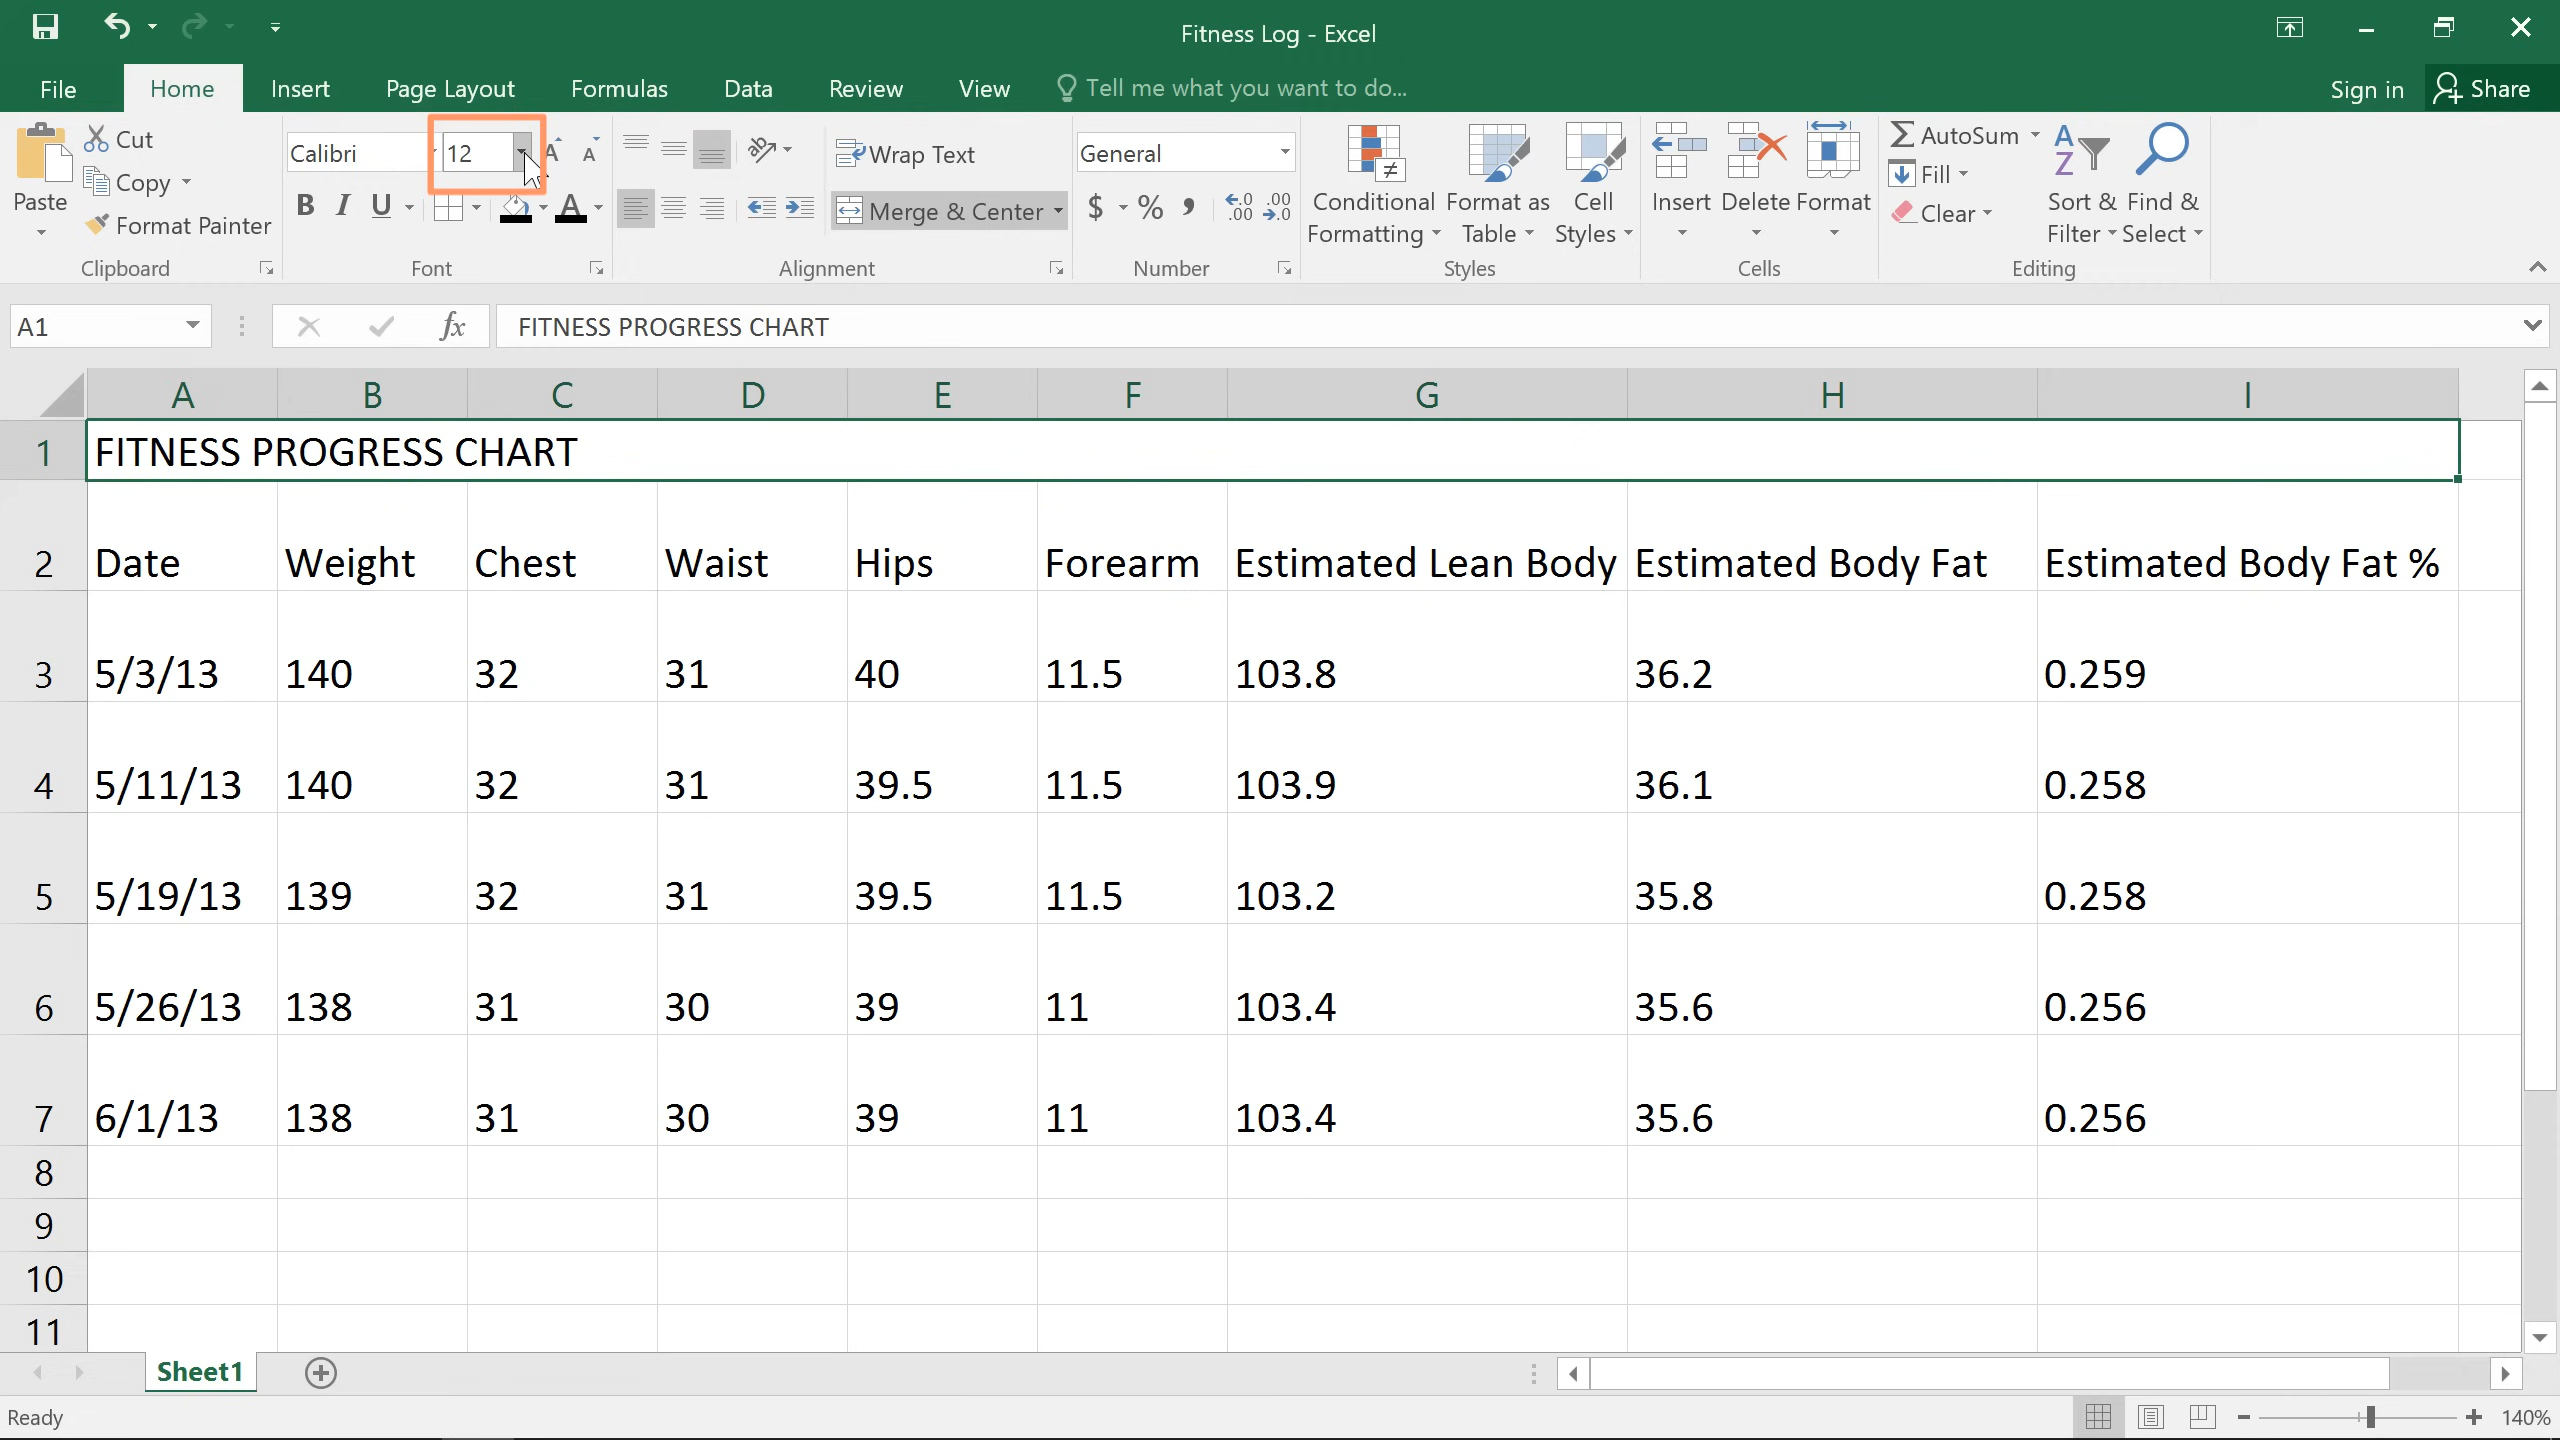 Fitness Log - Excel
File Home Insert Page Layout Formulas Data Review View Tell me what you want to do... Sign in Share
Paste Cut Copy Format Painter Clipboard
Calibri 12 A A B I U A Font
Wrap Text Merge & Center Alignment
General $ % , .0 .00 .00 .0 Number
Conditional Formatting Format as Table Cell Styles Styles
Insert Delete Format Cells
AutoSum Fill Clear A Z Sort & Filter Find & Select Editing
A1 fx FITNESS PROGRESS CHART
A B C D E F G H I
1 FITNESS PROGRESS CHART
2 Date Weight Chest Waist Hips Forearm Estimated Lean Body Estimated Body Fat Estimated Body Fat %
3 5/3/13 140 32 31 40 11.5 103.8 36.2 0.259
4 5/11/13 140 32 31 39.5 11.5 103.9 36.1 0.258
5 5/19/13 139 32 31 39.5 11.5 103.2 35.8 0.258
6 5/26/13 138 31 30 39 11 103.4 35.6 0.256
7 6/1/13 138 31 30 39 11 103.4 35.6 0.256
8
9
10
11
Sheet1
Ready 140%